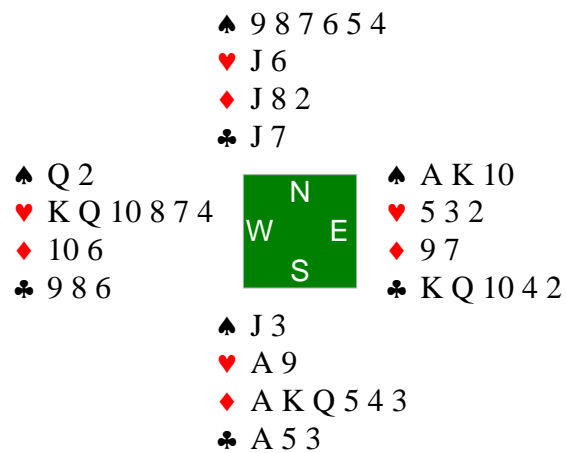 ♠ 9 8 7 6 5 4
♥ J 6
♦ J 8 2
♣ J 7
♠ Q 2
♥ K Q 10 8 7 4
♦ 10 6
♣ 9 8 6
N
W E
S
♠ A K 10
♥ 5 3 2
♦ 9 7
♣ K Q 10 4 2
♠ J 3
♥ A 9
♦ A K Q 5 4 3
♣ A 5 3